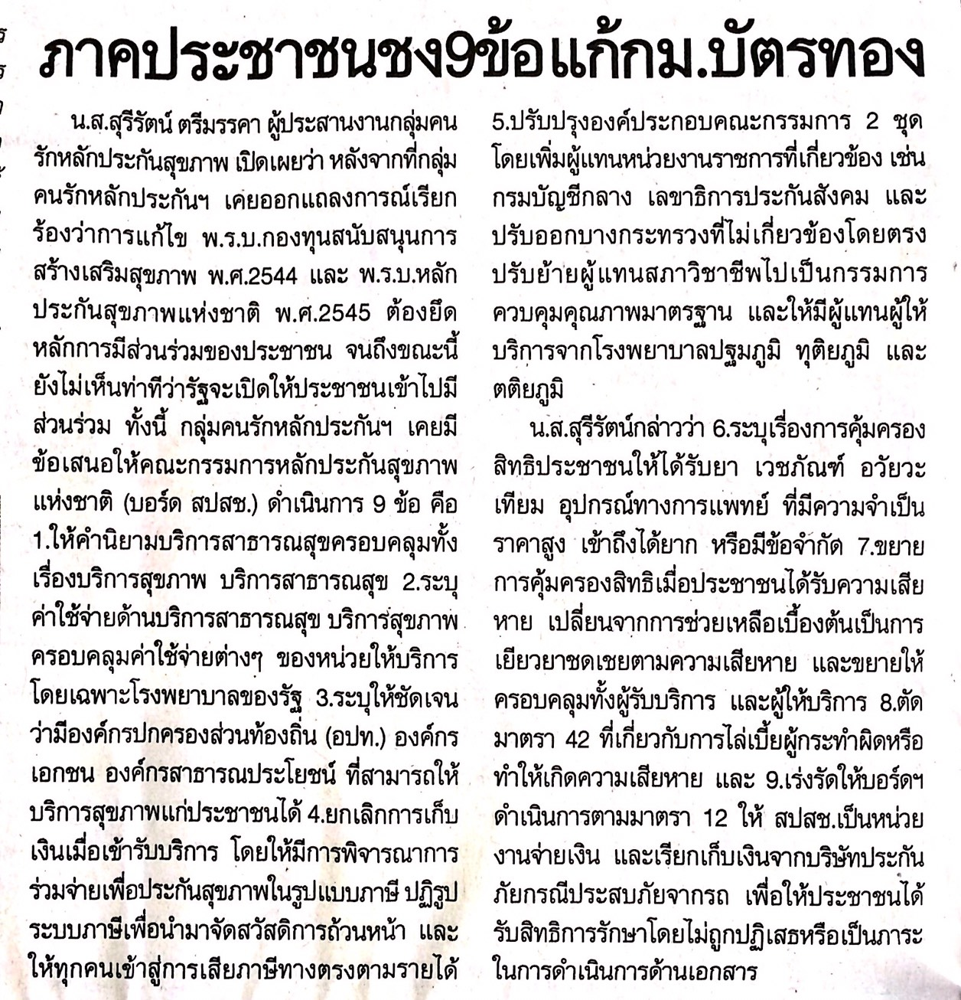 ภาคประชาชนชง9ข้อแก้กม.บัตรทอง
น.ส.สุรีรัตน์ ตรีมรรคา ผู้ประสานงานกลุ่มคน
รักหลักประกันสุขภาพ เปิดเผยว่า หลังจากที่กลุ่ม
คนรักหลักประกันฯ เคยออกแถลงการณ์เรียก
ร้องว่าการแก้ไข พ.ร.บ.กองทุนสนับสนุนการ
สร้างเสริมสุขภาพ พ.ศ.2544 และ พ.ร.บ.หลัก
ประกันสุขภาพแห่งชาติ พ.ศ.2545 ต้องยึด
หลักการมีส่วนร่วมของประชาชน จนถึงขณะนี้
ยังไม่เห็นท่าทีว่ารัฐจะเปิดให้ประชาชนเข้าไปมี
ส่วนร่วม ทั้งนี้ กลุ่มคนรักหลักประกันฯ เคยมี
ข้อเสนอให้คณะกรรมการหลักประกันสุขภาพ
แห่งชาติ (บอร์ด สปสช.) ดำเนินการ 9 ข้อ คือ
1.ให้คำนิยามบริการสาธารณสุขครอบคลุมทั้ง
เรื่องบริการสุขภาพ บริการสาธารณสุข 2.ระบุ
ค่าใช้จ่ายด้านบริการสาธารณสุข บริการสุขภาพ
ครอบคลุมค่าใช้จ่ายต่างๆ ของหน่วยให้บริการ
โดยเฉพาะโรงพยาบาลของรัฐ 3.ระบุให้ชัดเจน
ว่ามีองค์กรปกครองส่วนท้องถิ่น (อปท.) องค์กร
เอกชน องค์กรสาธารณประโยชน์ ที่สามารถให้
บริการสุขภาพแก่ประชาชนได้ 4.ยกเลิกการเก็บ
เงินเมื่อเข้ารับบริการ โดยให้มีการพิจารณาการ
ร่วมจ่ายเพื่อประกันสุขภาพในรูปแบบภาษี ปฏิรูป
ระบบภาษีเพื่อนำมาจัดสวัสดิการถ้วนหน้า และ
ให้ทุกคนเข้าสู่การเสียภาษีทางตรงตามรายได้
5.ปรับปรุงองค์ประกอบคณะกรรมการ 2 ชุด
โดยเพิ่มผู้แทนหน่วยงานราชการที่เกี่ยวข้อง เช่น
กรมบัญชีกลาง เลขาธิการประกันสังคม และ
ปรับออกบางกระทรวงที่ไม่เกี่ยวข้องโดยตรง
ปรับย้ายผู้แทนสภาวิชาชีพไปเป็นกรรมการ
ควบคุมคุณภาพมาตรฐาน และให้มีผู้แทนผู้ให้
บริการจากโรงพยาบาลปฐมภูมิ ทุติยภูมิ และ
ตติยภูมิ
น.ส.สุรีรัตน์กล่าวว่า 6.ระบุเรื่องการคุ้มครอง
สิทธิประชาชนให้ได้รับยา เวชภัณฑ์ อวัยวะ
เทียม อุปกรณ์ทางการแพทย์ ที่มีความจำเป็น
ราคาสูง เข้าถึงได้ยาก หรือมีข้อจำกัด 7.ขยาย
การคุ้มครองสิทธิเมื่อประชาชนได้รับความเสีย
หาย เปลี่ยนจากการช่วยเหลือเบื้องต้นเป็นการ
เยียวยาชดเชยตามความเสียหาย และขยายให้
ครอบคลุมทั้งผู้รับบริการ และผู้ให้บริการ 8.ตัด
มาตรา 42 ที่เกี่ยวกับการไล่เบี้ยผู้กระทำผิดหรือ
ทำให้เกิดความเสียหาย และ 9.เร่งรัดให้บอร์ดฯ
ดำเนินการตามมาตรา 12 ให้ สปสช.เป็นหน่วย
งานจ่ายเงิน และเรียกเก็บเงินจากบริษัทประกัน
ภัยกรณีประสบภัยจากรถ เพื่อให้ประชาชนได้
รับสิทธิการรักษาโดยไม่ถูกปฏิเสธหรือเป็นภาระ
ในการดำเนินการด้านเอกสาร